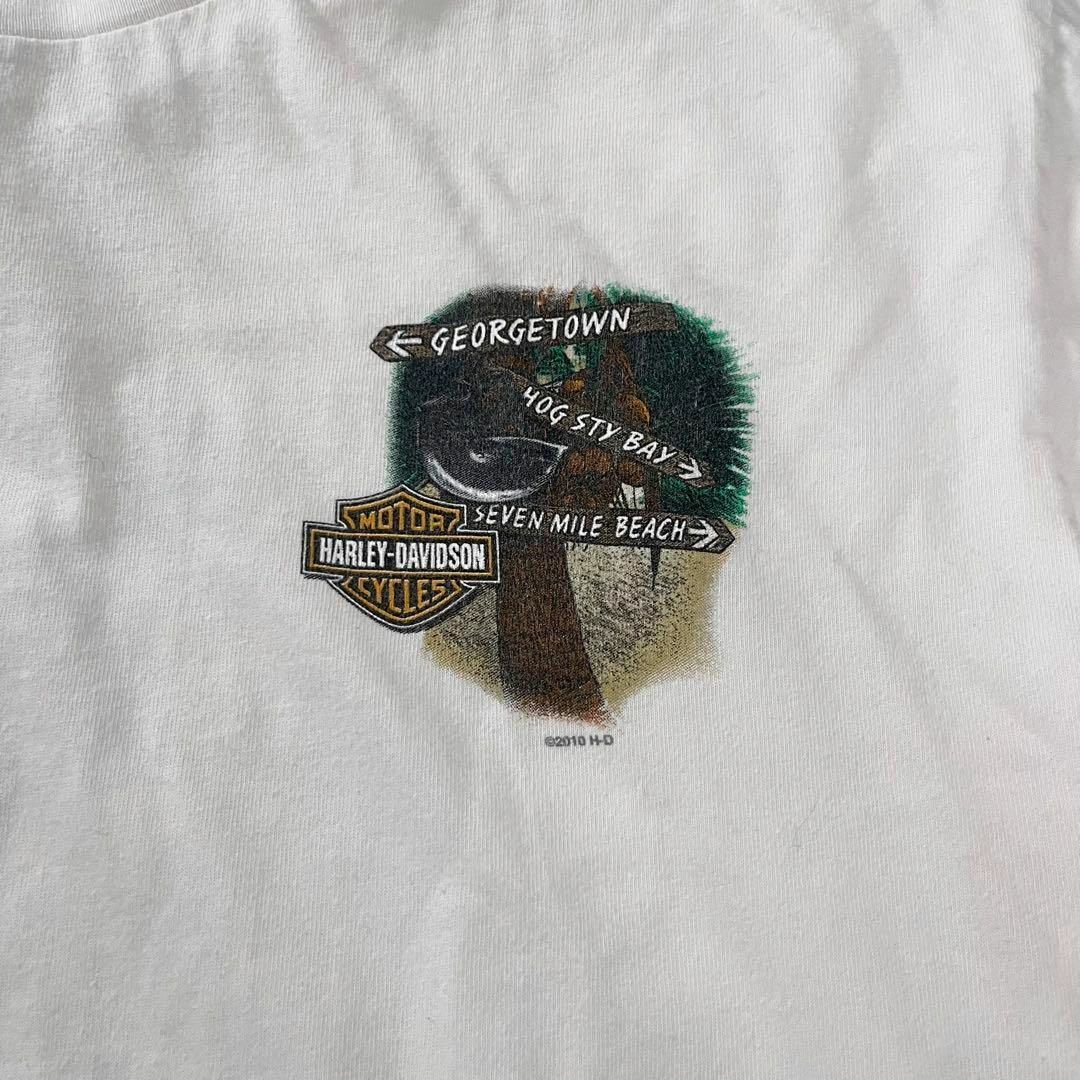 GEORGETOWN
HOG STY BAY
SEVEN MILE BEACH
MOTOR
HARLEY-DAVIDSON
CYCLES
©2010 H-D